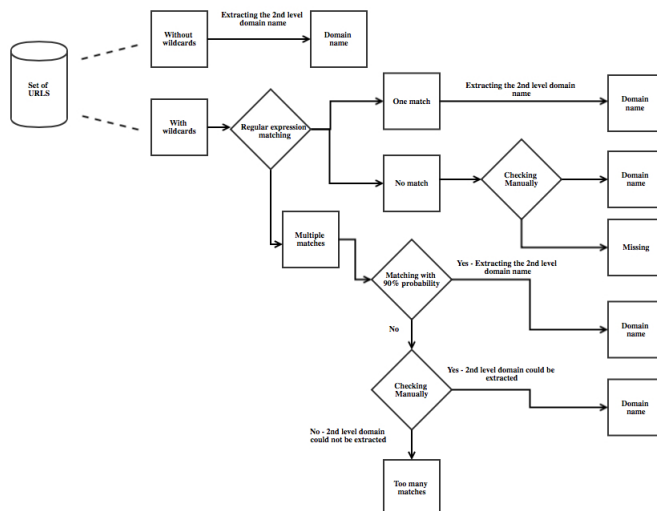 Extracting the 2nd level
domain name
Without
wildcards
Domain
name
Set of
URLS
With
wildcards
Regular expression
matching
One match
Extracting the 2nd level domain
name
Domain
name
No match
Checking
Manually
Domain
name
Multiple
matches
Missing
Matching with
90% probability
Yes - Extracting the 2nd level
domain name
Domain
name
No
Checking
Manually
Yes - 2nd level domain could be
extracted
Domain
name
No - 2nd level domain
could not be extracted
Too many
matches